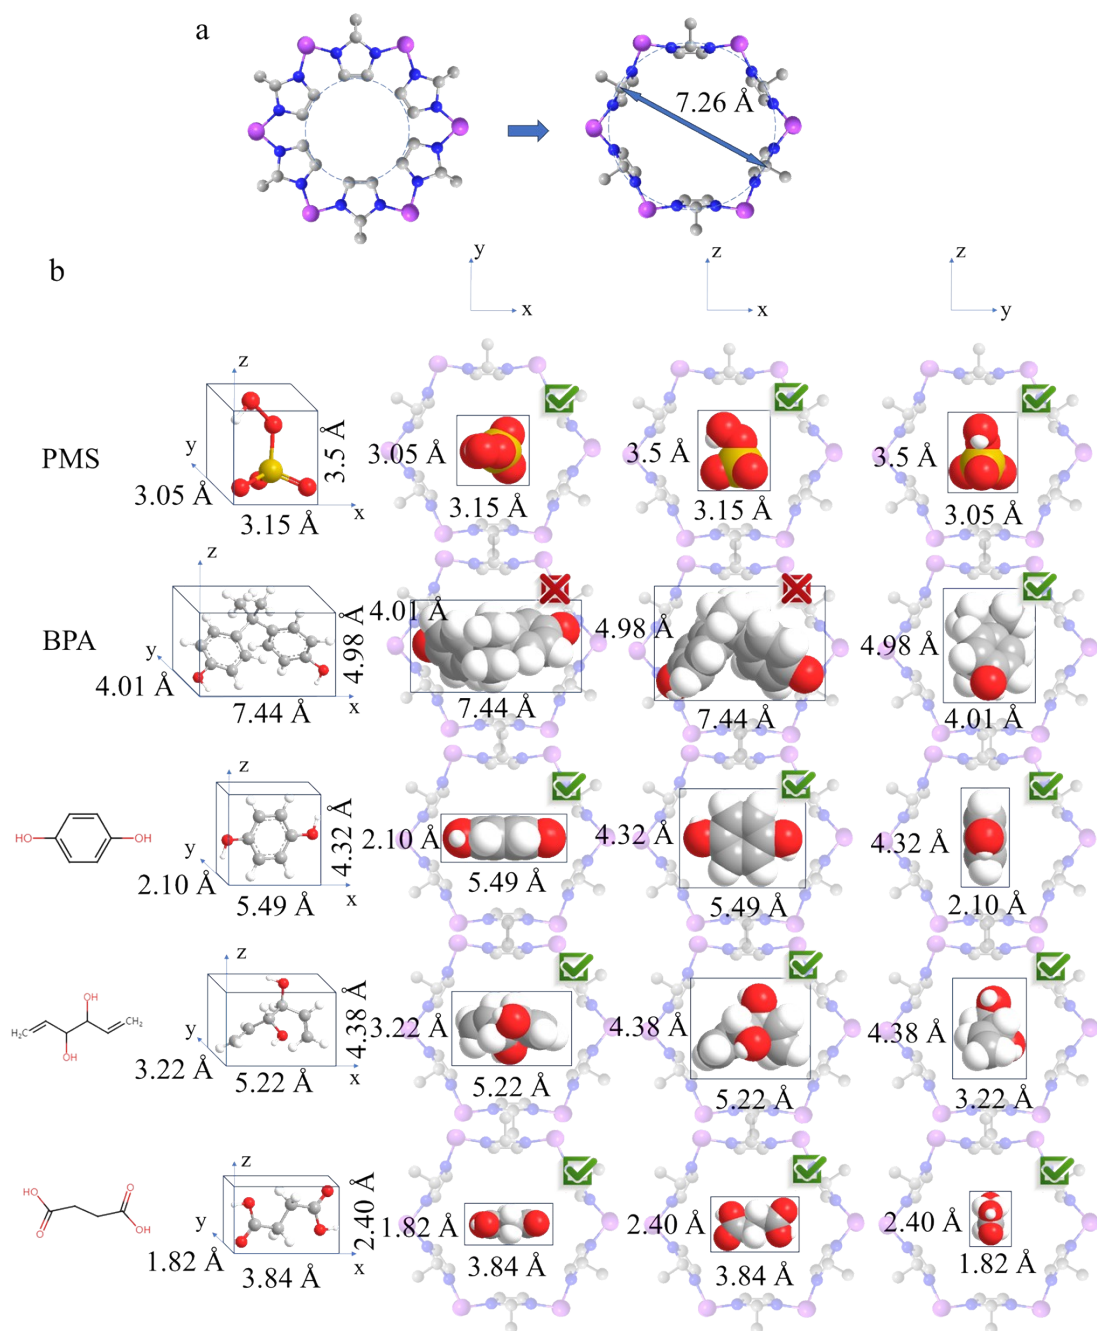 a
7.26 Å
b
y
x
z
x
z
y
PMS
z
y
x
3.05 Å
3.15 Å
3.5 Å
3.05 Å
3.15 Å
3.5 Å
3.15 Å
3.5 Å
3.05 Å
BPA
z
y
x
4.01 Å
7.44 Å
4.98 Å
4.01 Å
7.44 Å
4.98 Å
7.44 Å
4.98 Å
4.01 Å
HO
OH
z
y
x
2.10 Å
5.49 Å
4.32 Å
2.10 Å
5.49 Å
4.32 Å
5.49 Å
4.32 Å
2.10 Å
OH
H₂C
CH₂
OH
z
y
x
3.22 Å
5.22 Å
4.38 Å
3.22 Å
5.22 Å
4.38 Å
5.22 Å
4.38 Å
3.22 Å
HO
O
O
OH
z
y
x
1.82 Å
3.84 Å
2.40 Å
1.82 Å
3.84 Å
2.40 Å
3.84 Å
2.40 Å
1.82 Å